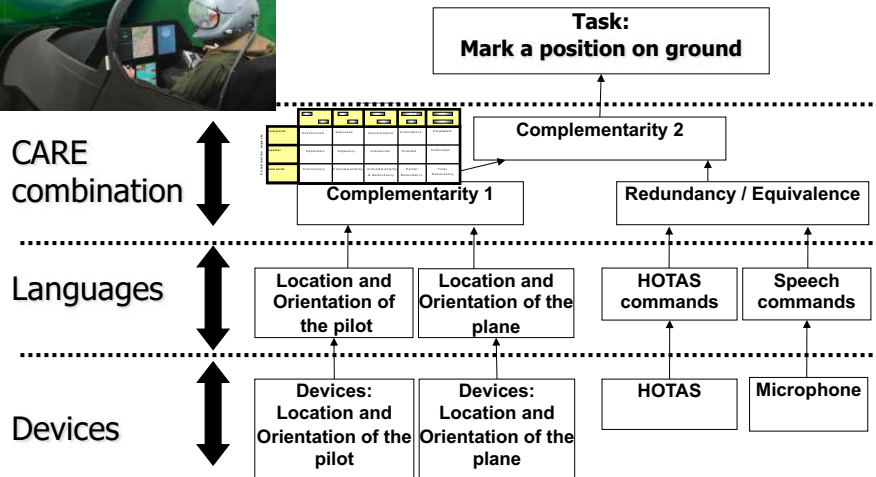 Task:
Mark a position on ground
CARE
combination
Complementarity 2
Complementarity 1
Redundancy / Equivalence
Languages
Location and
Orientation of
the pilot
Location and
Orientation of the
plane
HOTAS
commands
Speech
commands
Devices
Devices:
Location and
Orientation of the
pilot
Devices:
Location and
Orientation of the
plane
HOTAS
Microphone